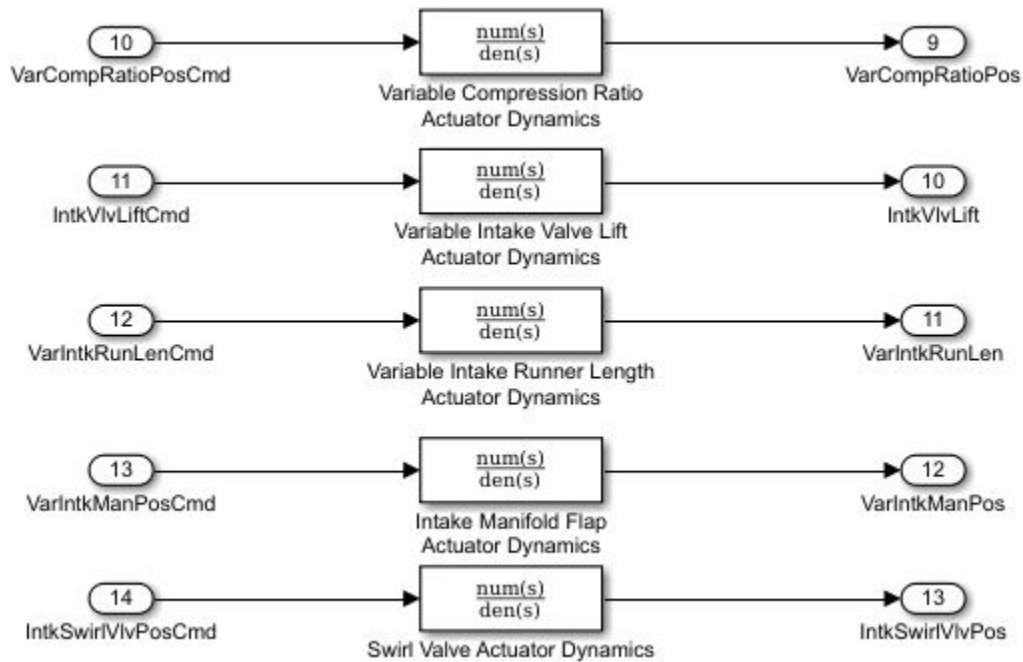 10
num(s)
den(s)
9
VarCompRatioPosCmd
Variable Compression Ratio
Actuator Dynamics
VarCompRatioPos
11
num(s)
den(s)
10
IntkVlvLiftCmd
Variable Intake Valve Lift
Actuator Dynamics
IntkVlvLift
12
num(s)
den(s)
11
VarIntkRunLenCmd
Variable Intake Runner Length
Actuator Dynamics
VarIntkRunLen
13
num(s)
den(s)
12
VarIntkManPosCmd
Intake Manifold Flap
Actuator Dynamics
VarIntkManPos
14
num(s)
den(s)
13
IntkSwirlVlvPosCmd
Swirl Valve Actuator Dynamics
IntkSwirlVlvPos